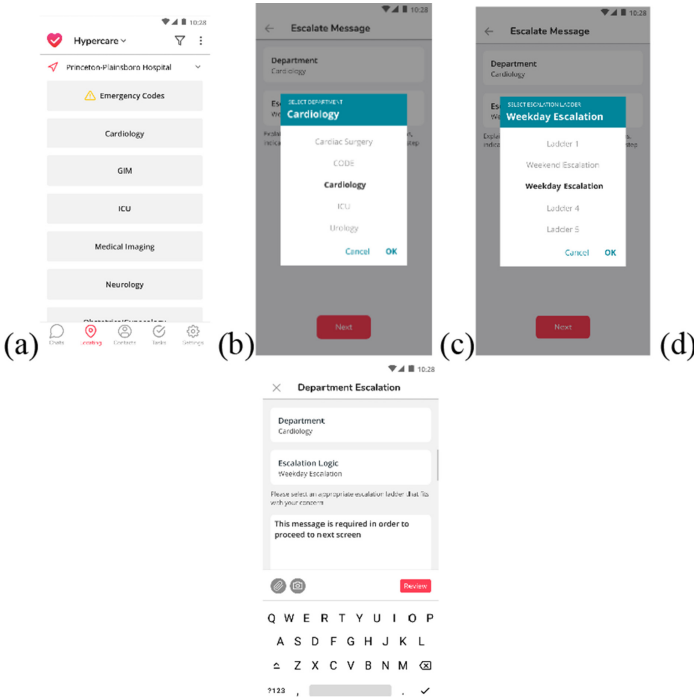 10:28
Hypercare
Princeton-Plainsboro Hospital
Emergency Codes
Cardiology
GIM
ICU
Medical Imaging
Neurology
Obstetrics/Gynecology
Chats
Locating
Contacts
Tasks
Settings
(a)
10:28
Escalate Message
Department
Cardiology
SELECT DEPARTMENT
Cardiology
Cardiac Surgery
CODE
Cardiology
ICU
Urology
Cancel OK
Next
(b)
10:28
Escalate Message
Department
Cardiology
SELECT ESCALATION LADDER
Weekday Escalation
step
Ladder 1
Weekend Escalation
Weekday Escalation
Ladder 4
Ladder 5
Cancel OK
Next
(c)
(d)
10:28
Department Escalation
Department
Cardiology
Escalation Logic
Weekday Escalation
Please select an appropriate escalation ladder that fits
with your concern
This message is required in order to
proceed to next screen
Review
Q W E R T Y U I O P
A S D F G H J K L
Z X C V B N M
?123 , .